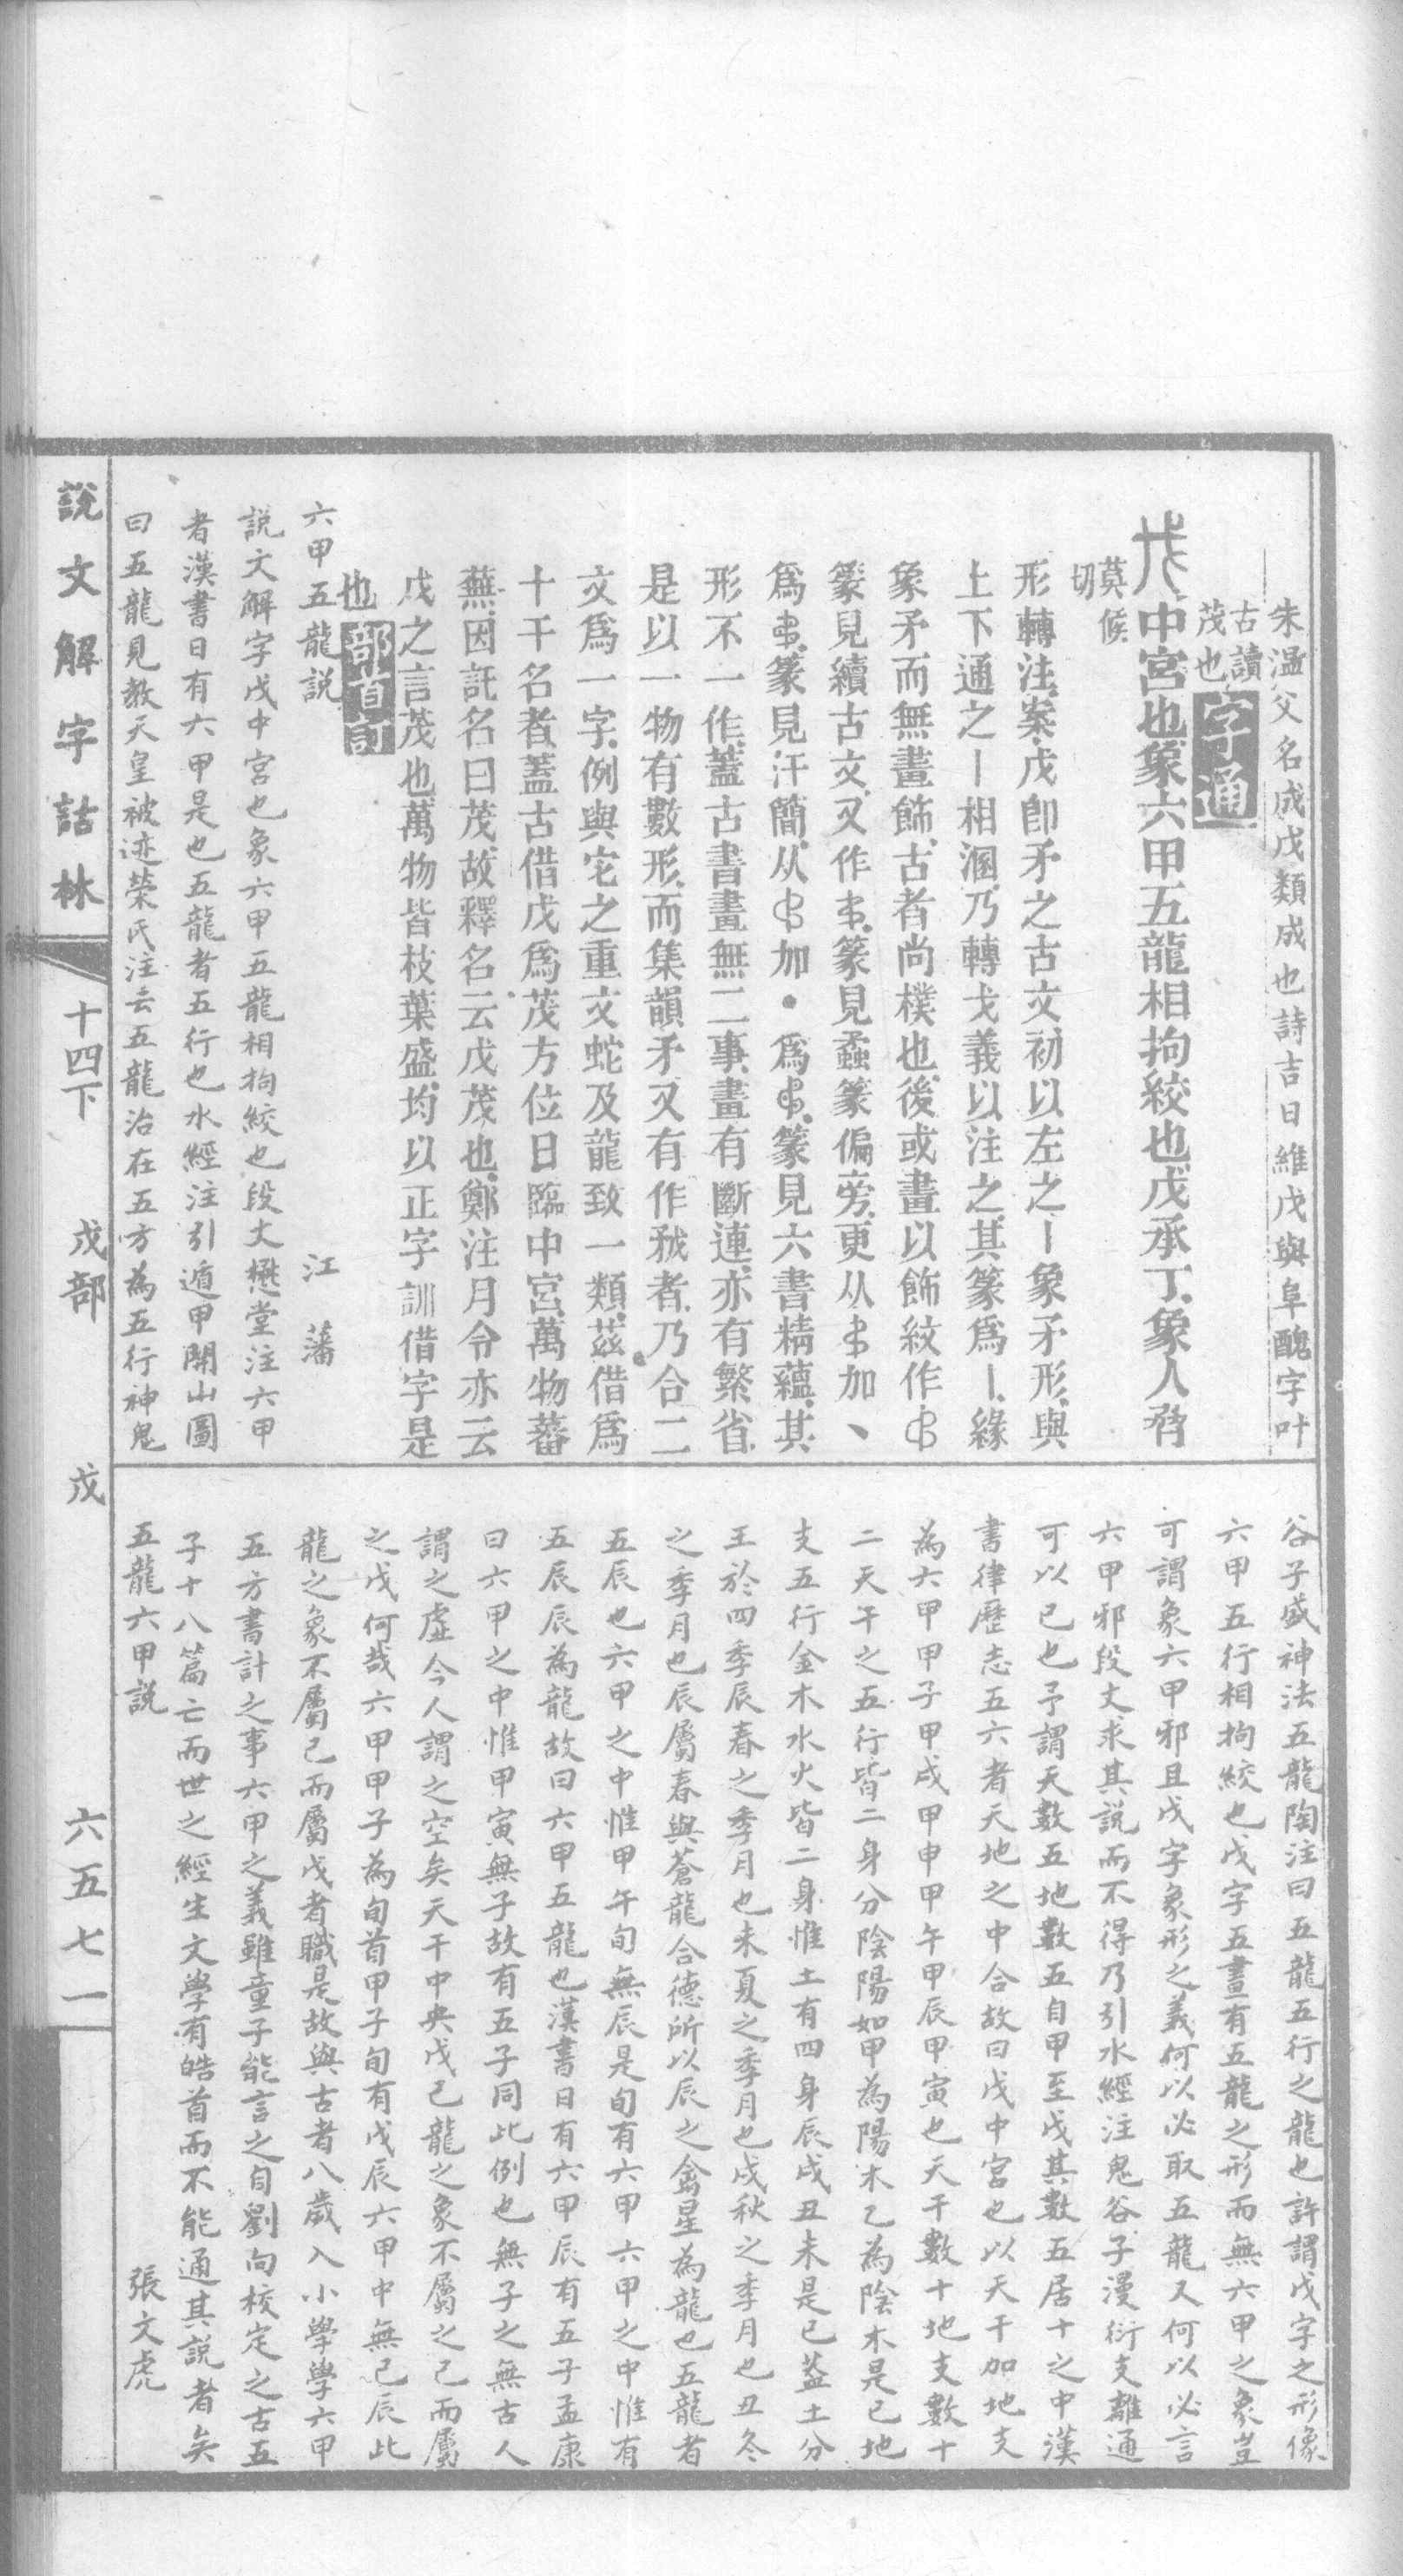 朱溫父名成戊類成也詩吉日維戊與阜醜字叶
古讀
茂也
字通
中宮也象六甲五龍相拘絞也戊承丁象人脅
莫候
切
形轉注案戊卽矛之古文初以左之丨象矛形與
上下通之丨相溷乃轉戈義以注之其篆爲丨緣
象矛而無畫飾古者尚樸也後或畫以飾紋作
篆見續古文又作篆見蝥篆偏旁更从加丶
爲篆見汗簡从加・爲篆見六書精蘊其
形不一作蓋古書畫無二事畫有斷連亦有繁省
是以一物有數形而集韻矛又有作𢦧者乃合二
文爲一字例與宅之重文蛇及龍致一類茲借爲
十干名者蓋古借戊爲茂方位日臨中宮萬物蕃
蕪因託名曰茂故釋名云戊茂也鄭注月令亦云
戊之言茂也萬物皆枝葉盛均以正字訓借字是
也部首訂
六甲五龍説 江藩
説文解字戊中宮也象六甲五龍相拘絞也段丈懋堂注六甲
者漢書日有六甲是也五龍者五行也水經注引遁甲開山圖
曰五龍見教天皇被迹榮氏注云五龍治在五方為五行神鬼
谷子盛神法五龍陶注曰五龍五行之龍也許謂戊字之形像
六甲五行相拘絞也戊字五畫有五龍之形而無六甲之象豈
可謂象六甲邪且戊字象形之義何以必取五龍又何以必言
六甲邪段丈求其説而不得乃引水經注鬼谷子漫衍支離通
可以已也予謂天數五地數五自甲至戊其數五居十之中漢
書律歷志五六者天地之中合故曰戊中宮也以天干加地支
為六甲甲子甲戌甲申甲午甲辰甲寅也天干數十地支數十
二天干之五行皆二身分陰陽如甲為陽木乙為陰木是已地
支五行金木水火皆二身惟土有四身辰戌丑未是已葢土分
王於四季辰春之季月也未夏之季月也戌秋之季月也丑冬
之季月也辰屬春與蒼龍合德所以辰之禽星為龍也五龍者
五辰也六甲之中惟甲午旬無辰是旬有六甲六甲之中惟有
五辰辰為龍故曰六甲五龍也漢書日有六甲辰有五子孟康
曰六甲之中惟甲寅無子故有五子同此例也無子之無古人
謂之虛今人謂之空矣天干中央戊己龍之象不屬之己而屬
之戊何哉六甲甲子為旬首甲子旬有戊辰六甲中無己辰此
龍之象不屬己而屬戊者職是故與古者八歲入小學學六甲
五方書計之事六甲之義雖童子能言之自劉向校定之古五
子十八篇亡而世之經生文學有皓首而不能通其説者矣
五龍六甲説 張文虎
説文解字詁林 十四下 戊部 戊 六五七一